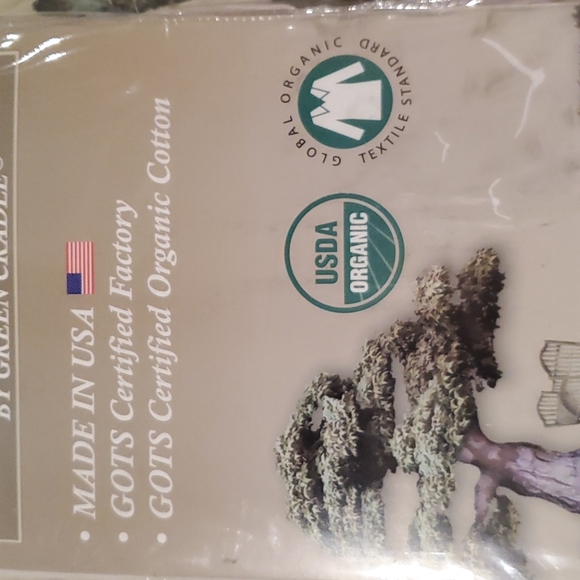 BY GREEN CRADLE
• MADE IN USA
• GOTS Certified Factory
• GOTS Certified Organic Cotton
USDA
ORGANIC
GLOBAL ORGANIC TEXTILE STANDARD